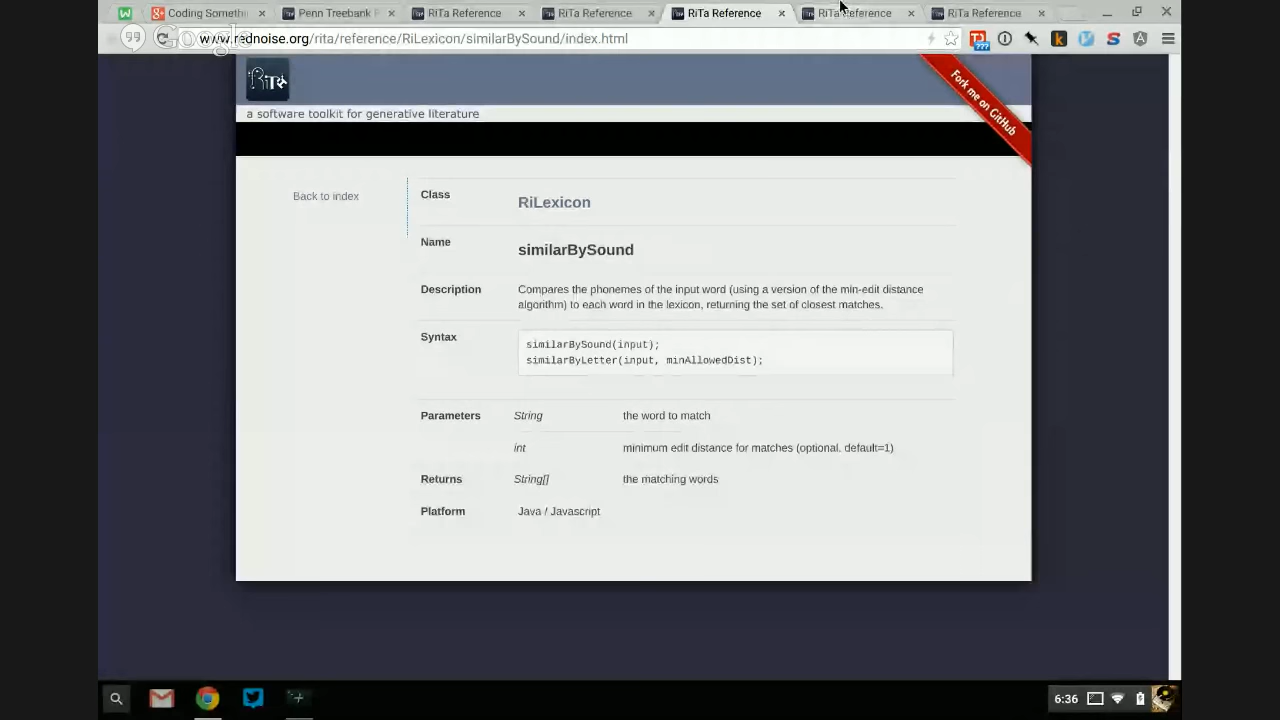 Coding Somethi
Penn Treebank P
RiTa Reference
RiTa Reference
RiTa Reference
RiTa Reference
RiTa Reference
Google
www.rednoise.org/rita/reference/RiLexicon/similarBySound/index.html
RiTa
a software toolkit for generative literature
Fork me on GitHub
Back to index
Class
RiLexicon
Name
similarBySound
Description
Compares the phonemes of the input word (using a version of the min-edit distance
algorithm) to each word in the lexicon, returning the set of closest matches.
Syntax
similarBySound(input);
similarByLetter(input, minAllowedDist);
Parameters
String the word to match
int minimum edit distance for matches (optional, default=1)
Returns
String[] the matching words
Platform
Java / Javascript
6:36